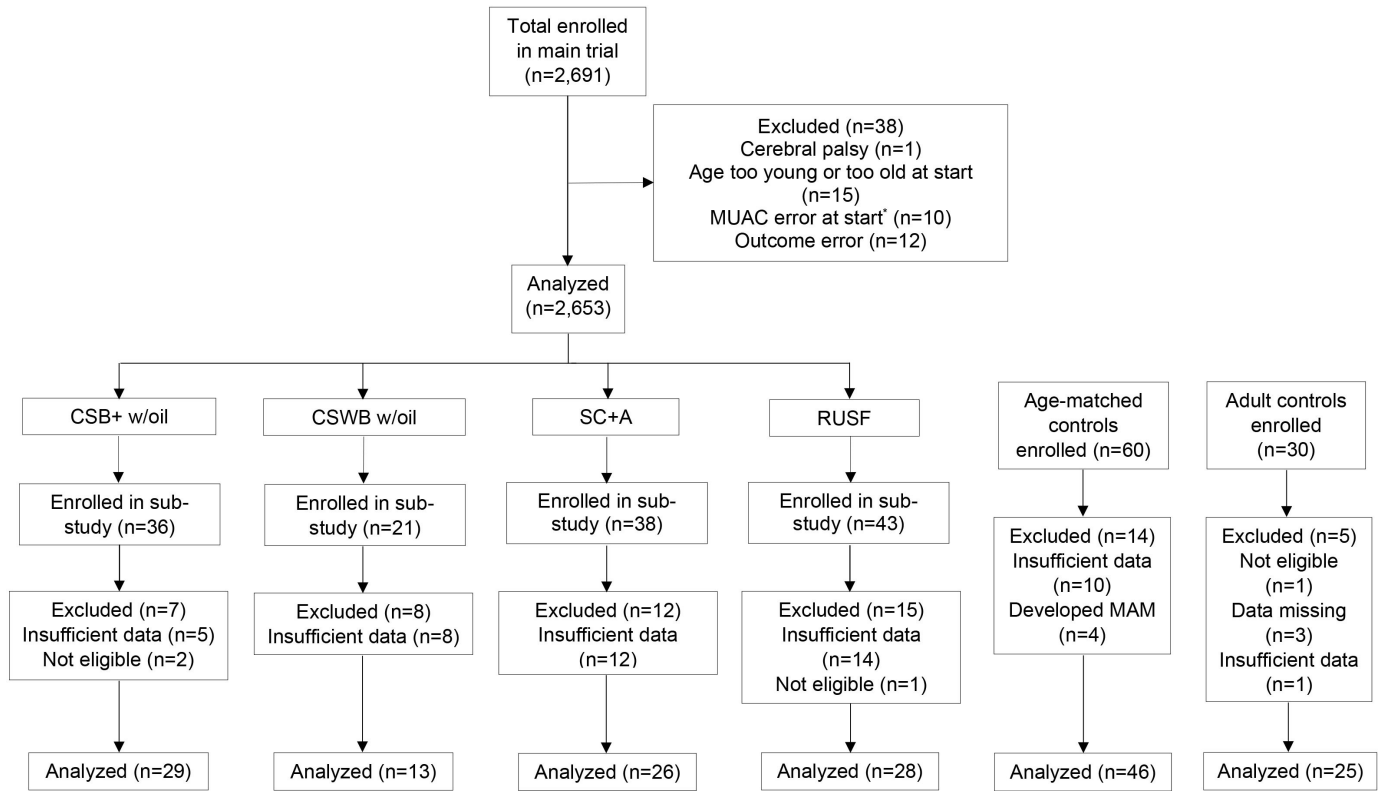 Total enrolled
in main trial
(n=2,691)
Excluded (n=38)
Cerebral palsy (n=1)
Age too young or too old at start
(n=15)
MUAC error at start* (n=10)
Outcome error (n=12)
Analyzed
(n=2,653)
CSB+ w/oil
CSWB w/oil
SC+A
RUSF
Age-matched
controls
enrolled (n=60)
Adult controls
enrolled
(n=30)
Enrolled in sub-
study (n=36)
Enrolled in sub-
study (n=21)
Enrolled in sub-
study (n=38)
Enrolled in sub-
study (n=43)
Excluded (n=7)
Insufficient data (n=5)
Not eligible (n=2)
Excluded (n=8)
Insufficient data (n=8)
Excluded (n=12)
Insufficient data
(n=12)
Excluded (n=15)
Insufficient data
(n=14)
Not eligible (n=1)
Excluded (n=14)
Insufficient data
(n=10)
Developed MAM
(n=4)
Excluded (n=5)
Not eligible
(n=1)
Data missing
(n=3)
Insufficient data
(n=1)
Analyzed (n=29)
Analyzed (n=13)
Analyzed (n=26)
Analyzed (n=28)
Analyzed (n=46)
Analyzed (n=25)